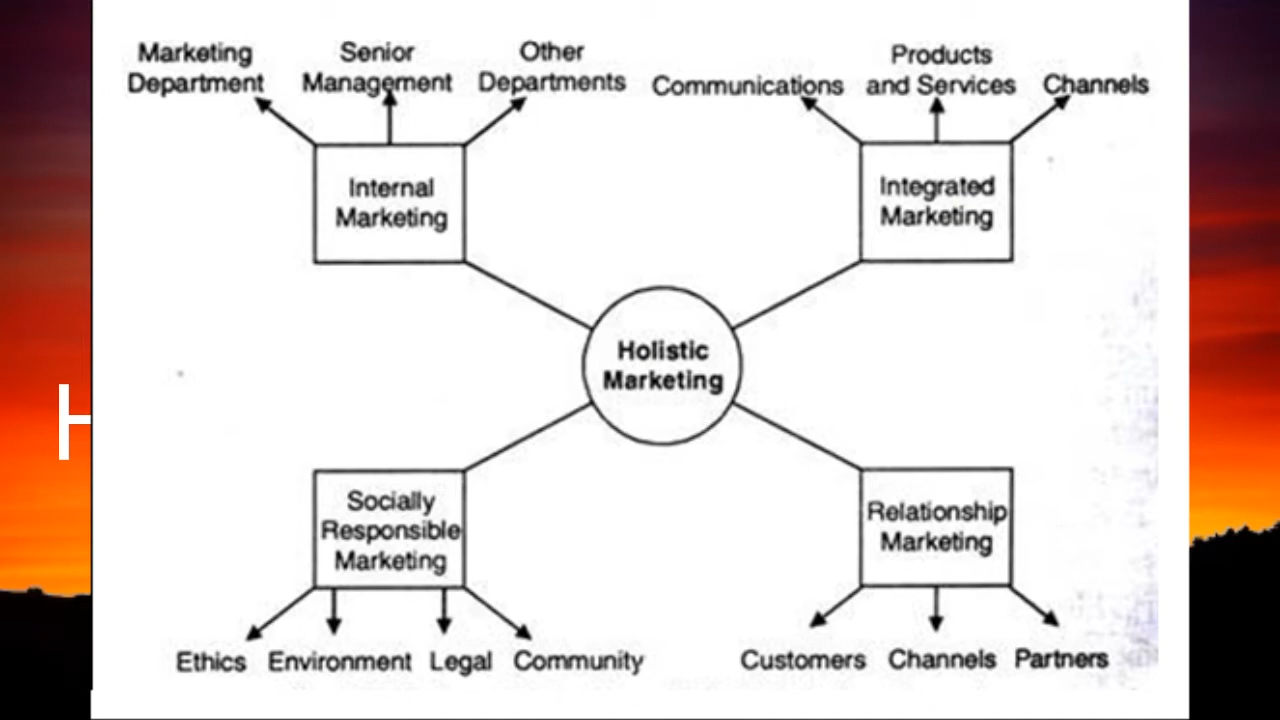 Marketing
Department
Senior
Management
Other
Departments
Communications
Products
and Services
Channels
Internal
Marketing
Integrated
Marketing
Holistic
Marketing
Socially
Responsible
Marketing
Relationship
Marketing
Ethics
Environment
Legal
Community
Customers
Channels
Partners
H